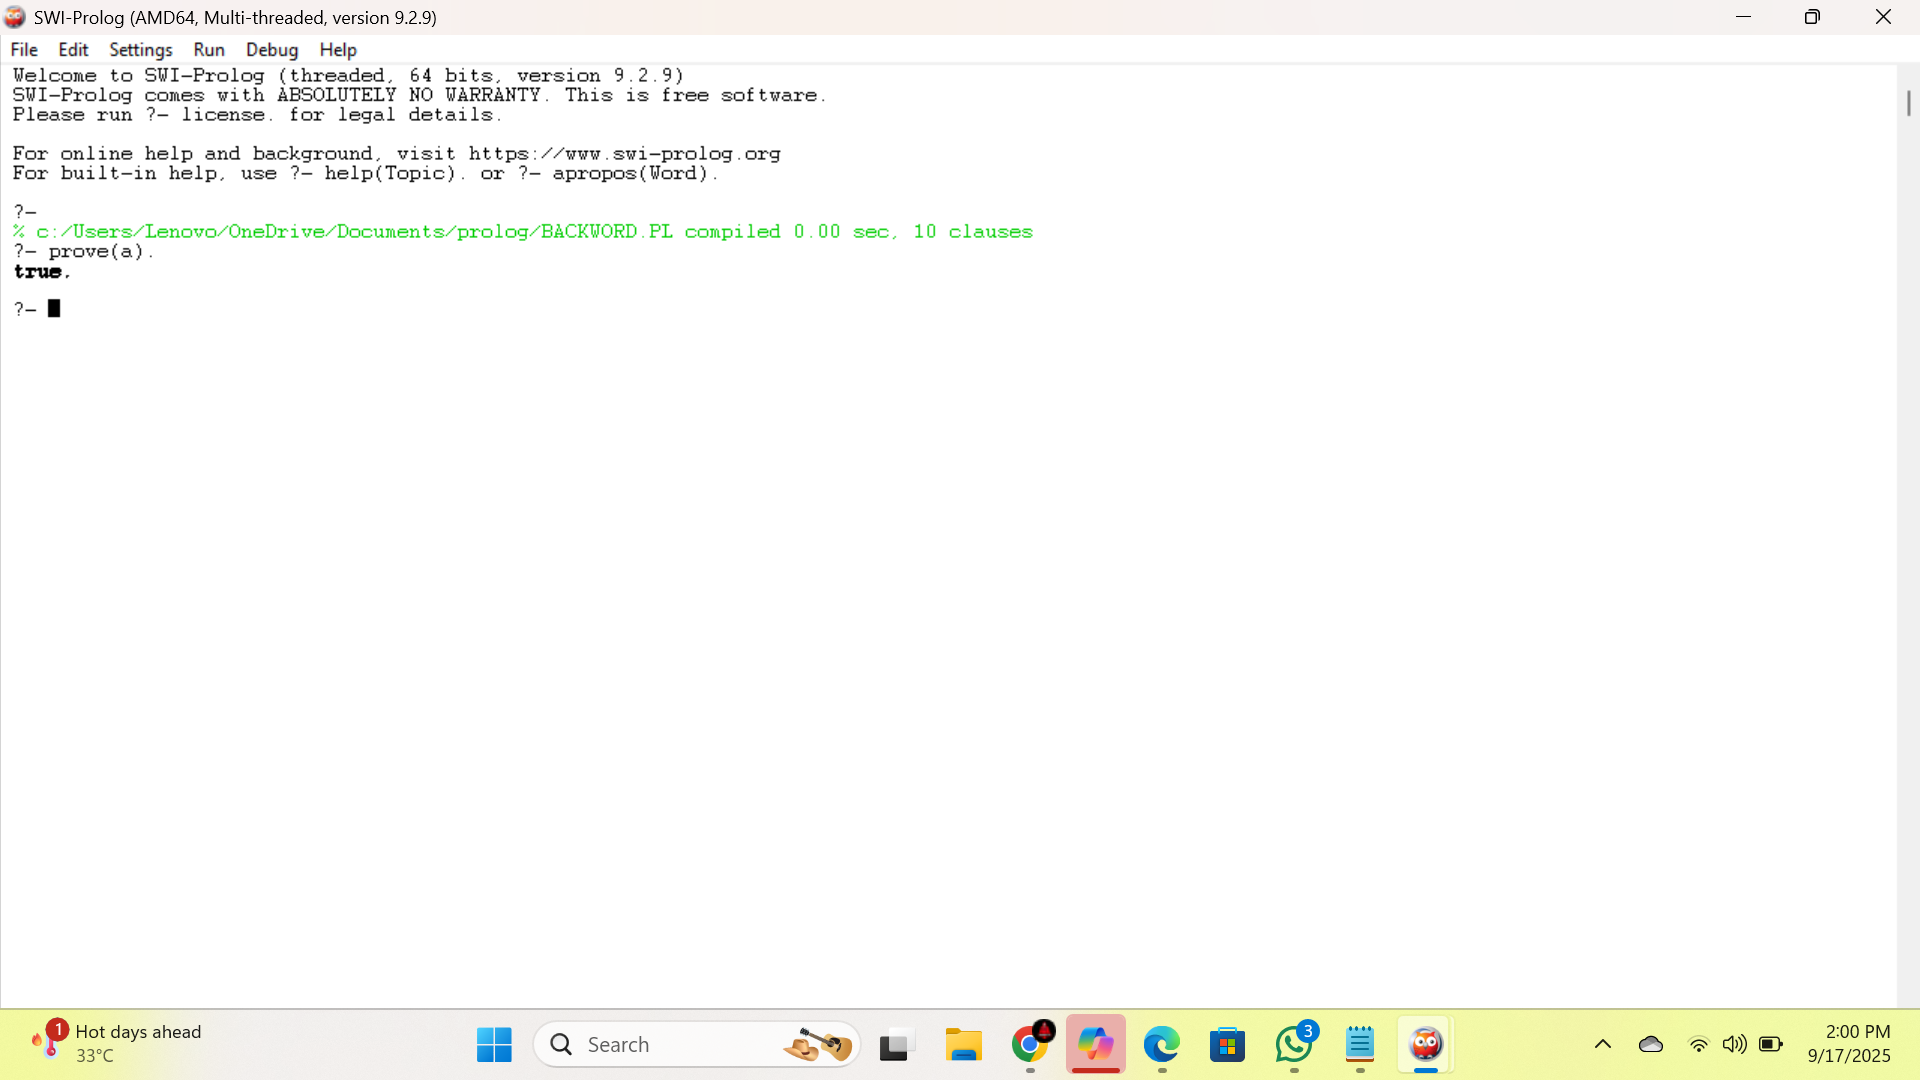 SWI-Prolog (AMD64, Multi-threaded, version 9.2.9)
File Edit Settings Run Debug Help
Welcome to SWI-Prolog (threaded, 64 bits, version 9.2.9)
SWI-Prolog comes with ABSOLUTELY NO WARRANTY. This is free software.
Please run ?- license. for legal details.
For online help and background, visit https://www.swi-prolog.org
For built-in help, use ?- help(Topic). or ?- apropos(Word).
?-
% c:/Users/Lenovo/OneDrive/Documents/prolog/BACKWORD.PL compiled 0.00 sec, 10 clauses
?- prove(a).
true.
?-
1 Hot days ahead
33°C
Search
3
2:00 PM
9/17/2025